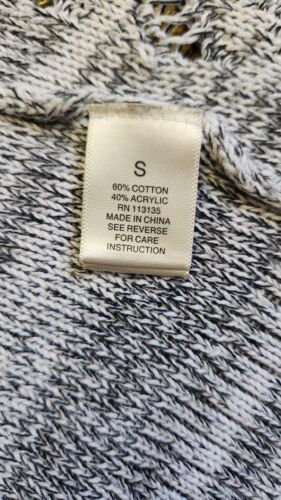 S
60% COTTON
40% ACRYLIC
RN 113135
MADE IN CHINA
SEE REVERSE
FOR CARE
INSTRUCTION